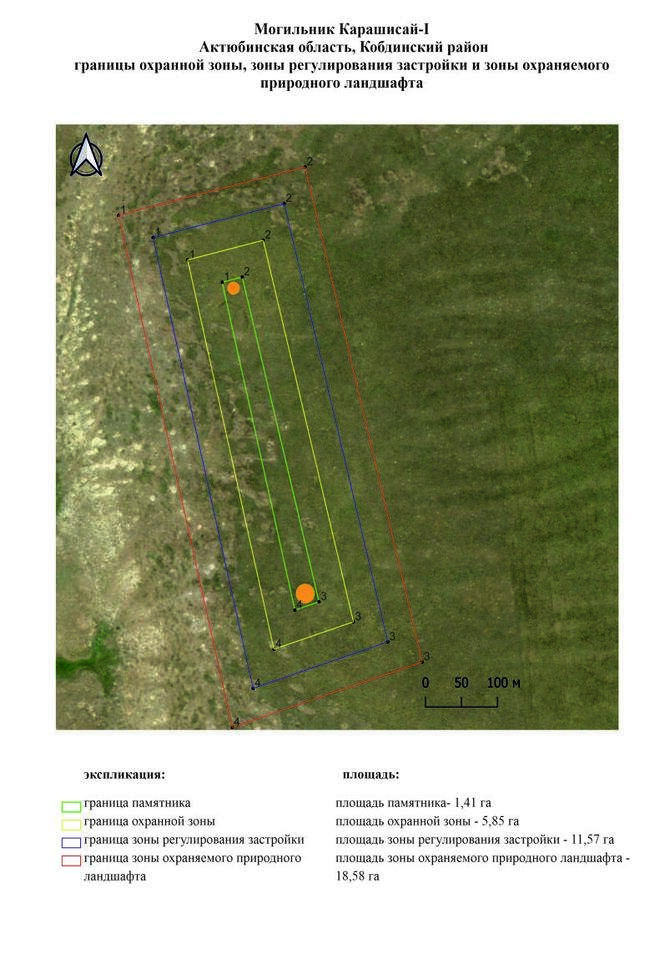 Могильник Карашисай-I
Актюбинская область, Кобдинский район
границы охранной зоны, зоны регулирования застройки и зоны охраняемого
природного ландшафта
2
1
2
1
2
1
1 2
4 3
3
4
3
4
3
4
0 50 100 м
экспликация: площадь:
граница памятника площадь памятника- 1,41 га
граница охранной зоны площадь охранной зоны - 5,85 га
граница зоны регулирования застройки площадь зоны регулирования застройки - 11,57 га
граница зоны охраняемого природного площадь зоны охраняемого природного ландшафта -
ландшафта 18,58 га